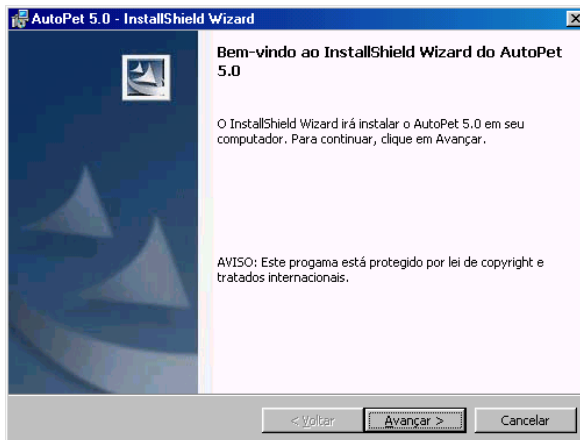 AutoPet 5.0 - InstallShield Wizard
Bem-vindo ao InstallShield Wizard do AutoPet
5.0
O InstallShield Wizard irá instalar o AutoPet 5.0 em seu
computador. Para continuar, clique em Avançar.
AVISO: Este progama está protegido por lei de copyright e
tratados internacionais.
< Voltar
Avançar >
Cancelar